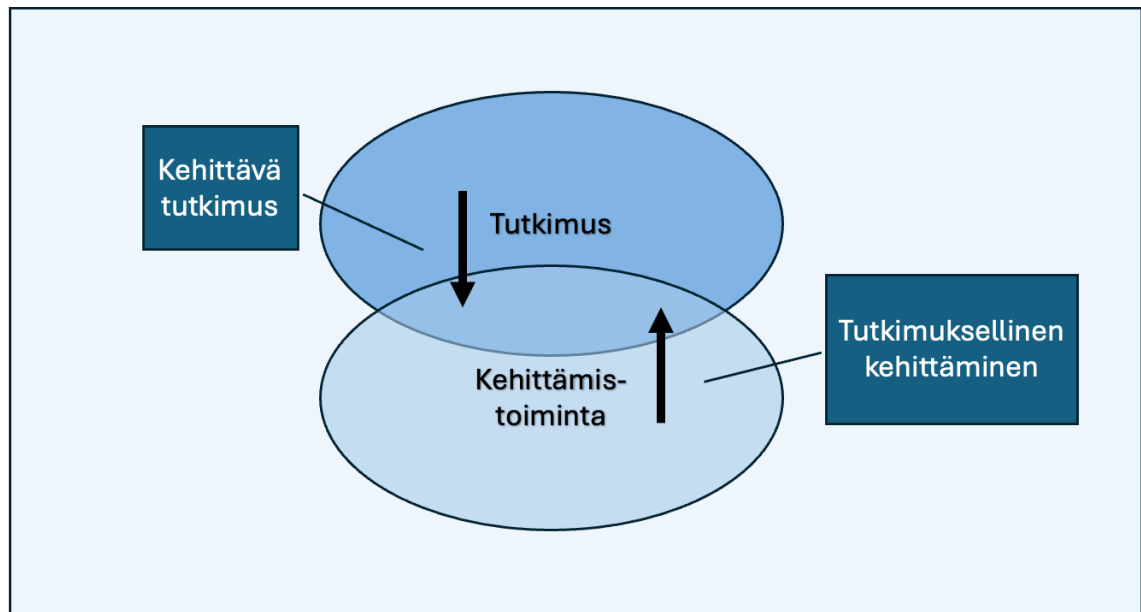 Kehittävä
tutkimus
Tutkimus
Tutkimuksellinen
kehittäminen
Kehittämis-
toiminta